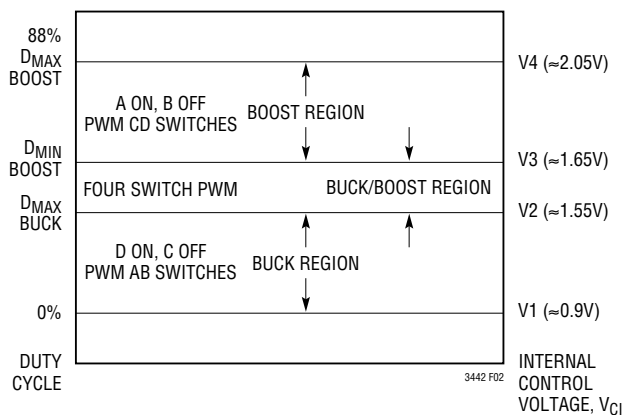 88%
DMAX
BOOST
V4 (≈2.05V)
A ON, B OFF
PWM CD SWITCHES
BOOST REGION
DMIN
BOOST
V3 (≈1.65V)
FOUR SWITCH PWM
BUCK/BOOST REGION
DMAX
BUCK
V2 (≈1.55V)
D ON, C OFF
PWM AB SWITCHES
BUCK REGION
0%
V1 (≈0.9V)
DUTY
CYCLE
3442 F02
INTERNAL
CONTROL
VOLTAGE, VCI